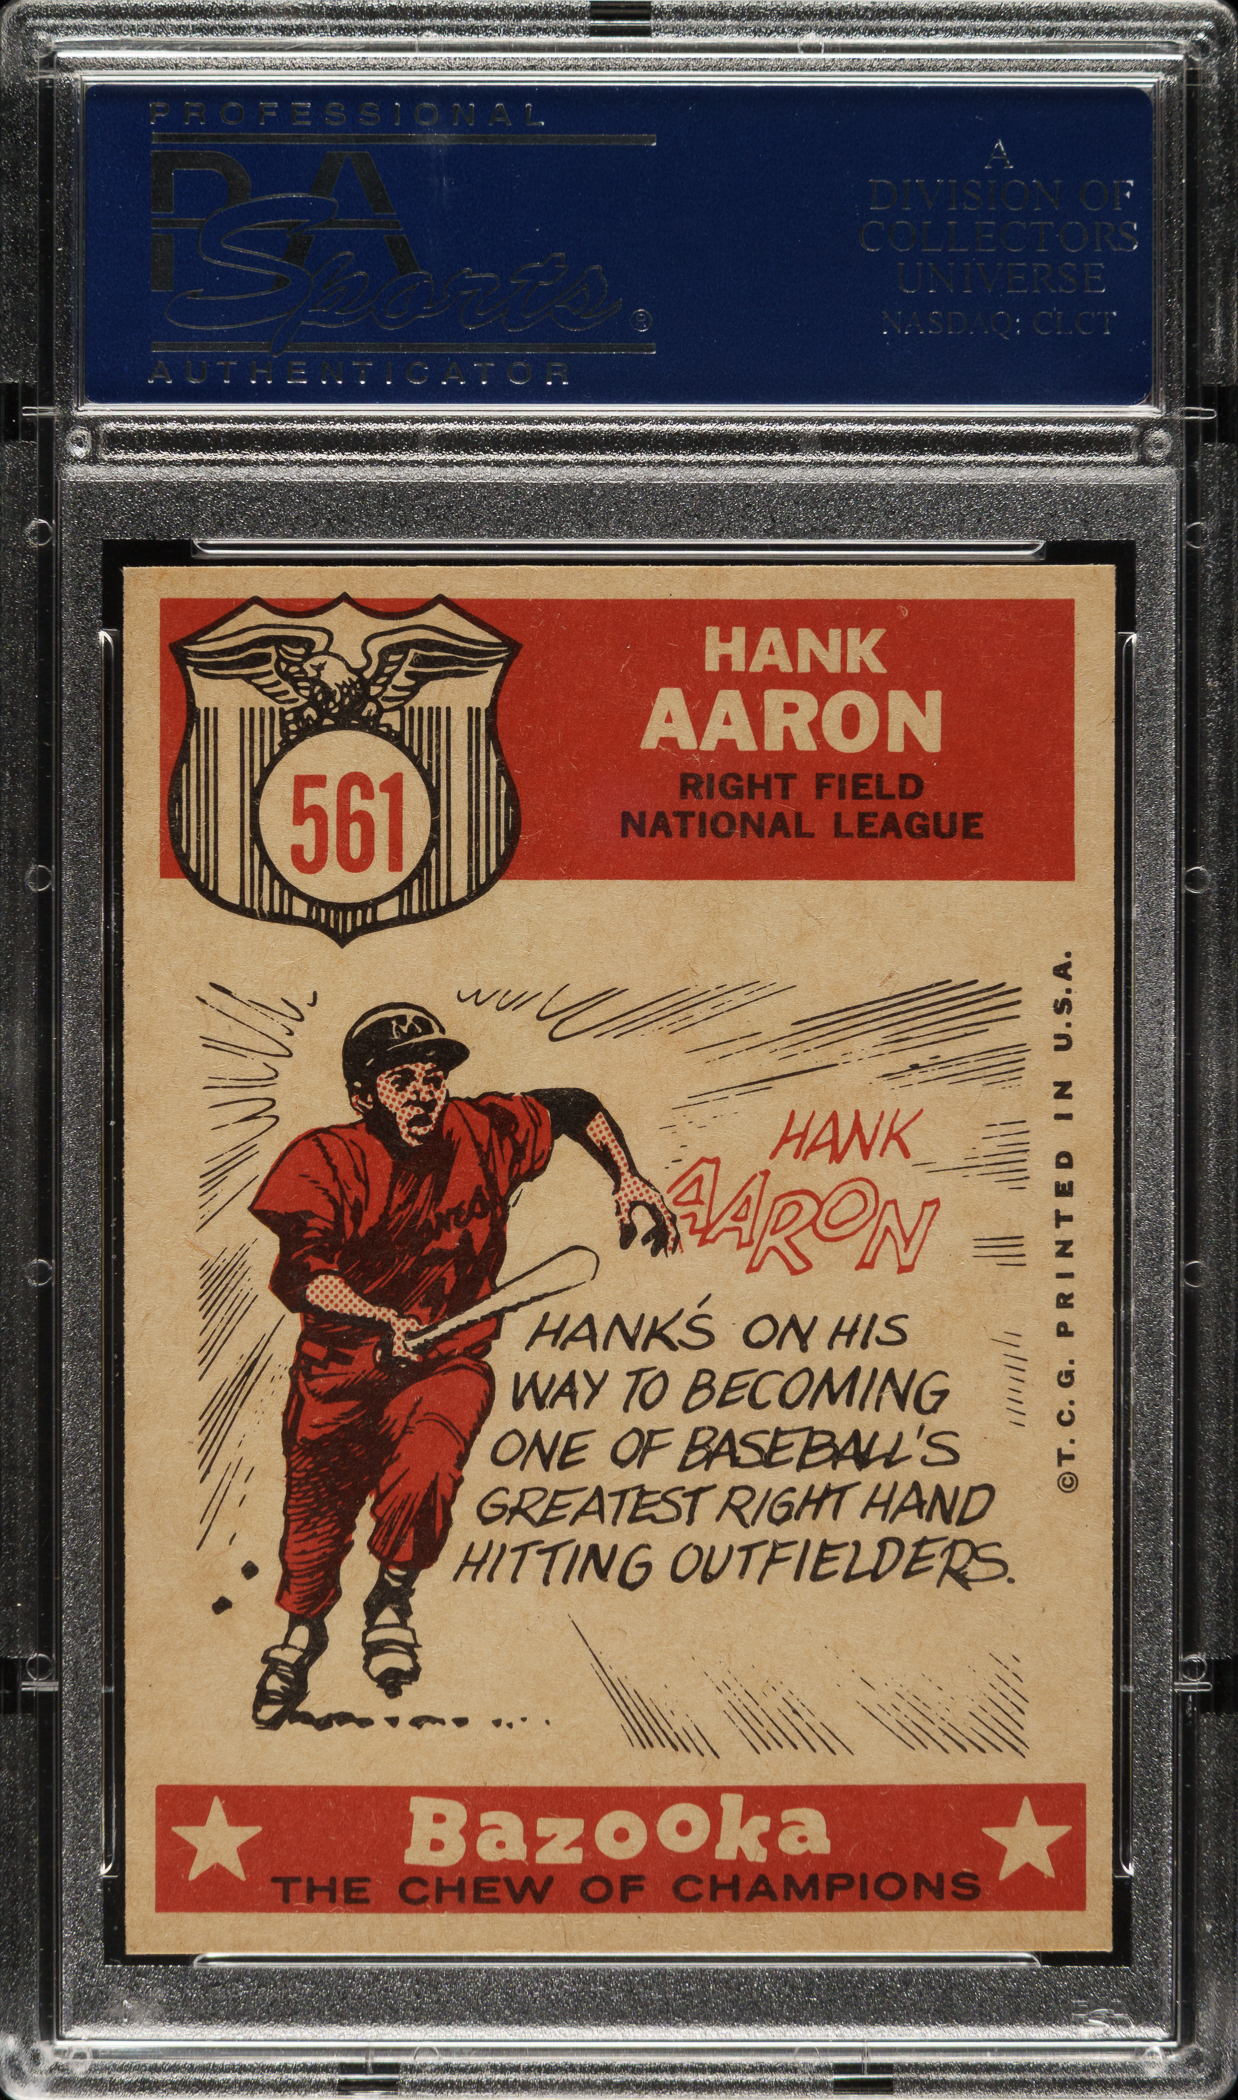 PROFESSIONAL
PSA
Sports®
AUTHENTICATOR
A
DIVISION OF
COLLECTORS
UNIVERSE
NASDAQ: CLCT
561
HANK
AARON
RIGHT FIELD
NATIONAL LEAGUE
M
HANK
AARON
HANK'S ON HIS
WAY TO BECOMING
ONE OF BASEBALL'S
GREATEST RIGHT HAND
HITTING OUTFIELDERS.
©T. C. G. PRINTED IN U.S.A.
Bazooka
THE CHEW OF CHAMPIONS